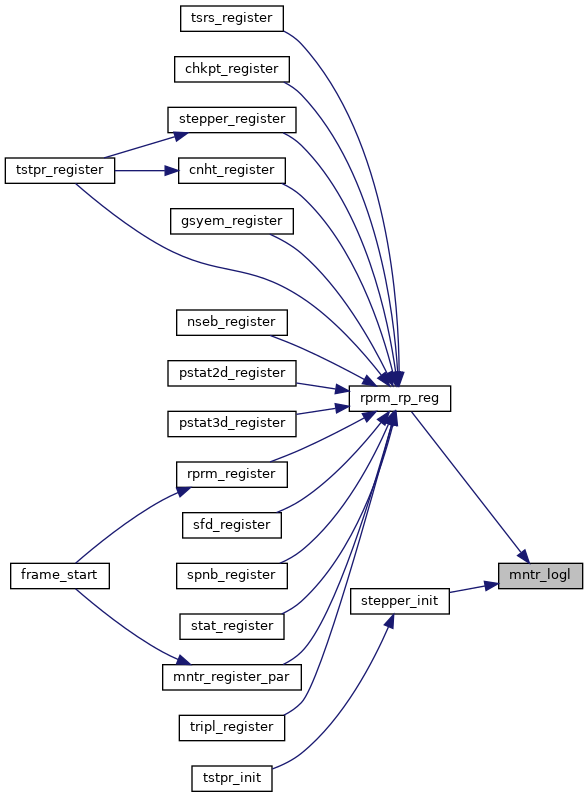 tsrs_register
chkpt_register
stepper_register
tstpr_register
cnht_register
gsyem_register
nseb_register
pstat2d_register
rprm_rp_reg
pstat3d_register
rprm_register
sfd_register
frame_start
spnb_register
mntr_logl
stepper_init
stat_register
mntr_register_par
tripl_register
tstpr_init